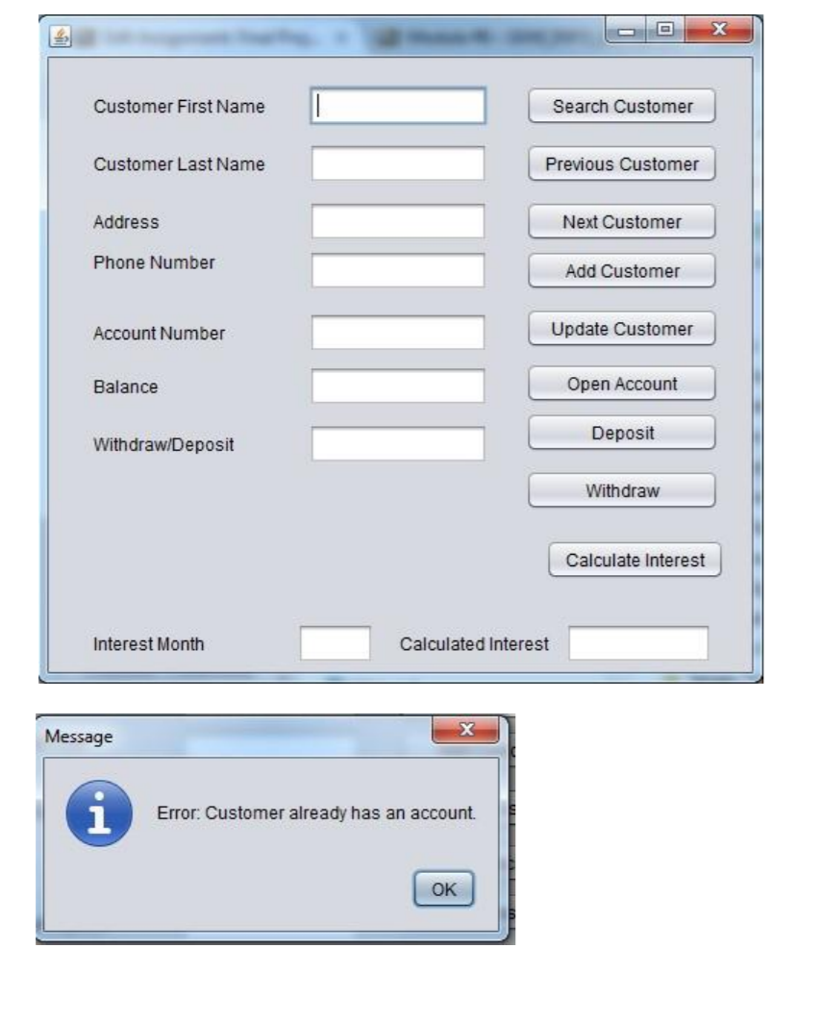 Customer First Name
Search Customer
Customer Last Name
Previous Customer
Address
Next Customer
Phone Number
Add Customer
Account Number
Update Customer
Balance
Open Account
Withdraw/Deposit
Deposit
Withdraw
Calculate Interest
Interest Month
Calculated Interest
Message
Error: Customer already has an account.
OK